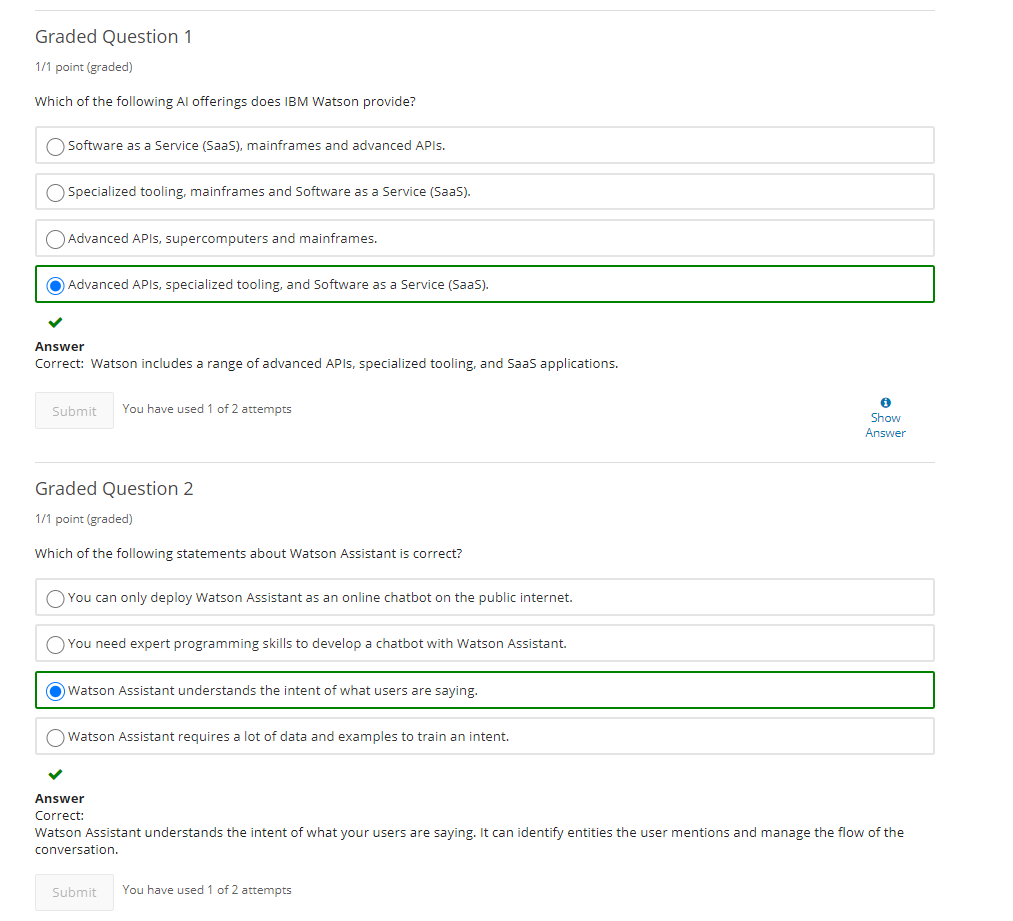 Graded Question 1
1/1 point (graded)
Which of the following AI offerings does IBM Watson provide?
Software as a Service (SaaS), mainframes and advanced APIs.
Specialized tooling, mainframes and Software as a Service (SaaS).
Advanced APIs, supercomputers and mainframes.
Advanced APIs, specialized tooling, and Software as a Service (SaaS).
Answer
Correct: Watson includes a range of advanced APIs, specialized tooling, and SaaS applications.
Submit
You have used 1 of 2 attempts
Show
Answer
Graded Question 2
1/1 point (graded)
Which of the following statements about Watson Assistant is correct?
You can only deploy Watson Assistant as an online chatbot on the public internet.
You need expert programming skills to develop a chatbot with Watson Assistant.
Watson Assistant understands the intent of what users are saying.
Watson Assistant requires a lot of data and examples to train an intent.
Answer
Correct:
Watson Assistant understands the intent of what your users are saying. It can identify entities the user mentions and manage the flow of the
conversation.
Submit
You have used 1 of 2 attempts